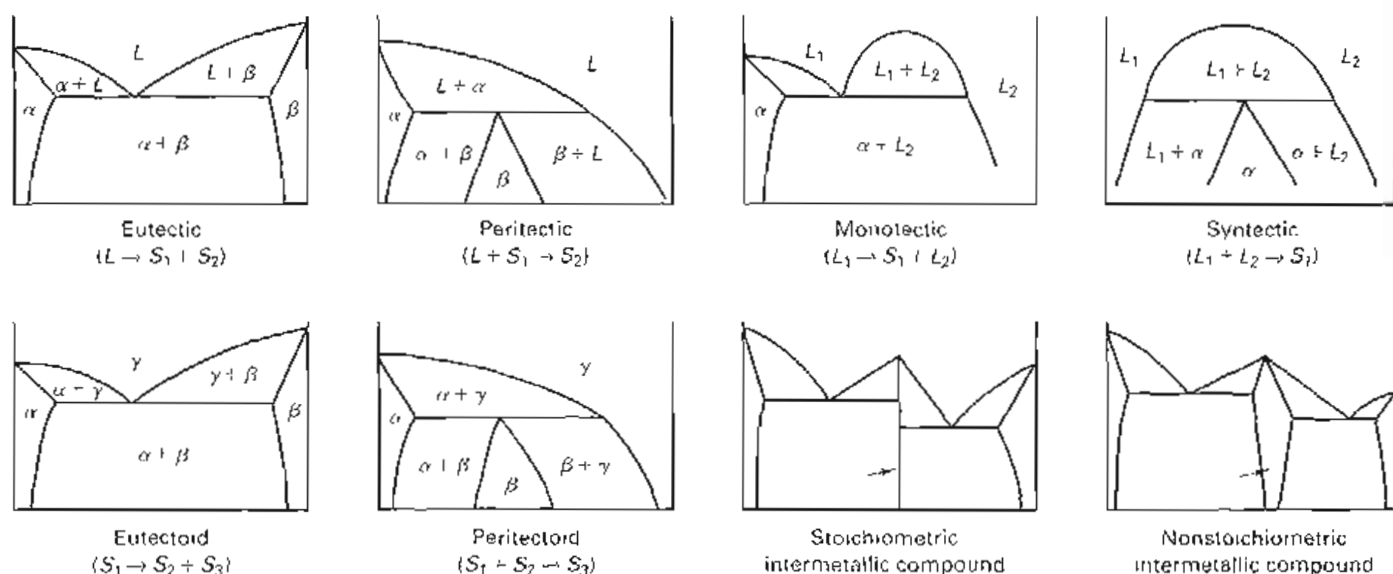 L
α + L
L + β
α
β
α + β
Eutectic
(L → S₁ + S₂)
L
L + α
α
α + β
β
β + L
Peritectic
(L + S₁ → S₂)
L₁
L₁ + L₂
L₂
α
α + L₂
Monotectic
(L₁ → S₁ + L₂)
L₁
L₁ + L₂
L₂
L₁ + α
α
α + L₂
Syntectic
(L₁ + L₂ → S₁)
γ
α + γ
γ + β
α
β
α + β
Eutectoid
(S₁ → S₂ + S₃)
γ
α + γ
α
α + β
β
β + γ
Peritectoid
(S₁ + S₂ → S₃)
Stoichiometric
intermetallic compound
Nonstoichiometric
intermetallic compound